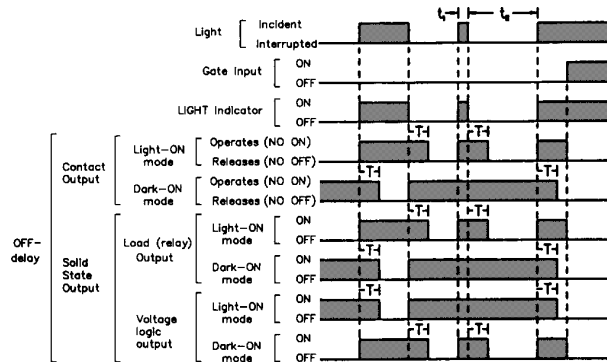 t₁ t₂
Light Incident
Interrupted
Gate Input ON
OFF
LIGHT Indicator ON
OFF
OFF-delay
Contact Output
Light-ON mode Operates (NO ON)
Releases (NO OFF)
T T
Dark-ON mode Operates (NO ON)
Releases (NO OFF)
T T
Solid State Output
Load (relay) Output
Light-ON mode ON
OFF
T T
Dark-ON mode ON
OFF
T T
Voltage logic output
Light-ON mode ON
OFF
T T
Dark-ON mode ON
OFF
T T